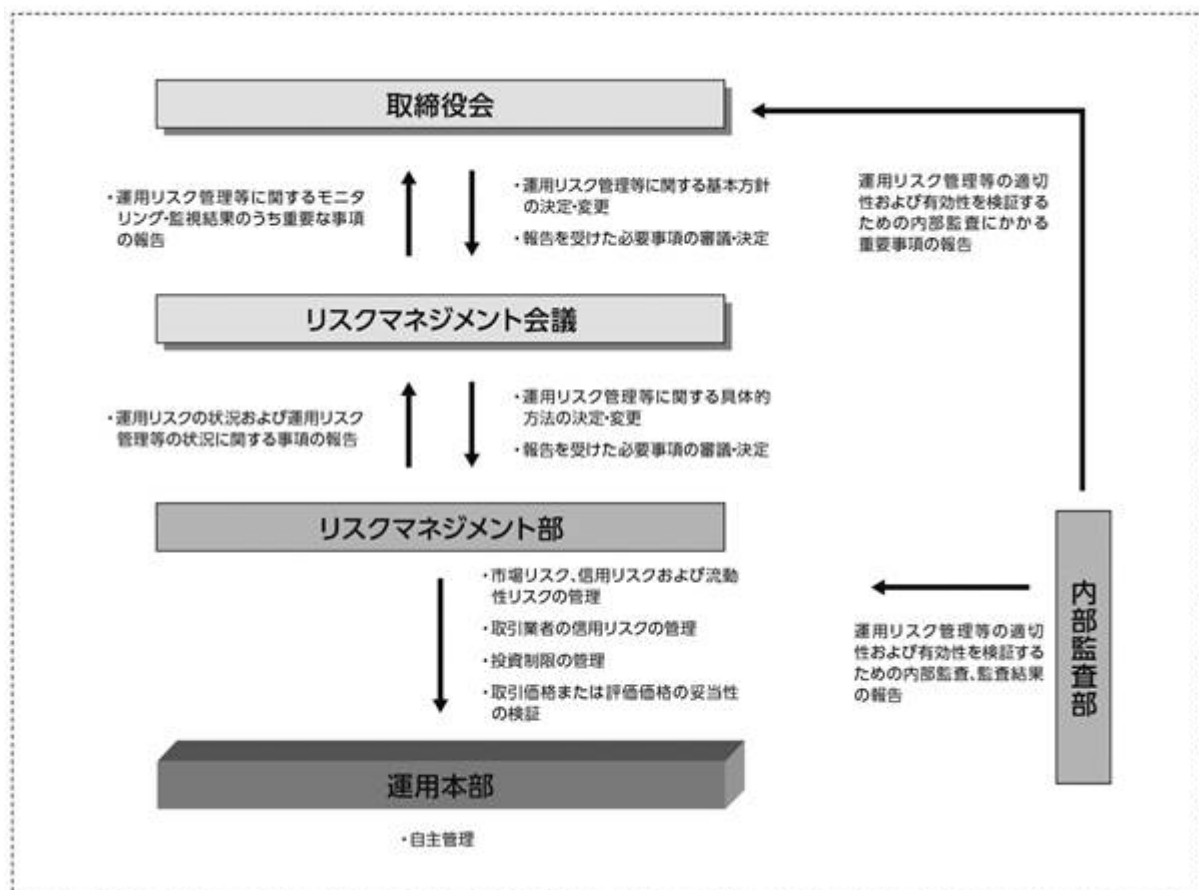 取締役会
・運用リスク管理等に関するモニタ
リング・監視結果のうち重要な事項
の報告
・運用リスク管理等に関する基本方針
の決定・変更
・報告を受けた必要事項の審議・決定
運用リスク管理等の適切
性および有効性を検証する
ための内部監査にかかる
重要事項の報告
リスクマネジメント会議
・運用リスクの状況および運用リスク
管理等の状況に関する事項の報告
・運用リスク管理等に関する具体的
方法の決定・変更
・報告を受けた必要事項の審議・決定
リスクマネジメント部
・市場リスク、信用リスクおよび流動
性リスクの管理
・取引業者の信用リスクの管理
・投資制限の管理
・取引価格または評価価格の妥当性
の検証
運用リスク管理等の適切
性および有効性を検証する
ための内部監査、監査結果
の報告
内部監査部
運用本部
・自主管理